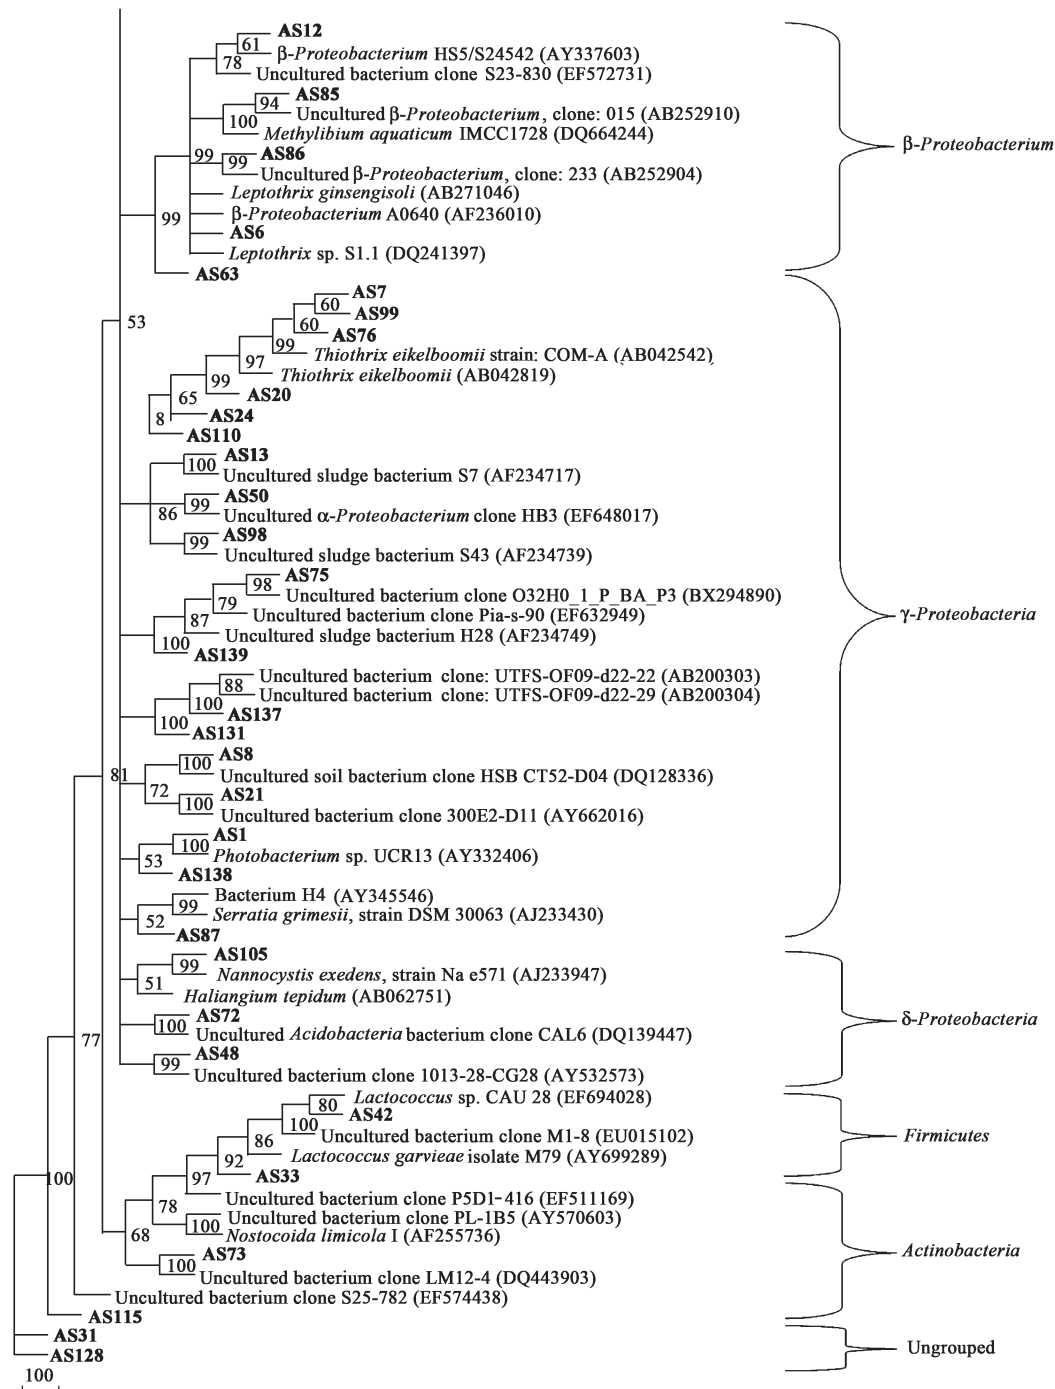 AS12
61
β-Proteobacterium HS5/S24542 (AY337603)
78
Uncultured bacterium clone S23-830 (EF572731)
AS85
94
Uncultured β-Proteobacterium, clone: 015 (AB252910)
100
Methylibium aquaticum IMCC1728 (DQ664244)
β-Proteobacterium
99
AS86
99
Uncultured β-Proteobacterium, clone: 233 (AB252904)
Leptothrix ginsengisoli (AB271046)
99
β-Proteobacterium A0640 (AF236010)
AS6
Leptothrix sp. S1.1 (DQ241397)
AS63
AS7
60
AS99
53
60
AS76
99
Thiothrix eikelboomii strain: COM-A (AB042542)
97
Thiothrix eikelboomii (AB042819)
99
AS20
65
AS24
8
AS110
AS13
100
Uncultured sludge bacterium S7 (AF234717)
AS50
99
86
Uncultured α-Proteobacterium clone HB3 (EF648017)
AS98
99
Uncultured sludge bacterium S43 (AF234739)
AS75
98
Uncultured bacterium clone O32H0_1_P_BA_P3 (BX294890)
79
Uncultured bacterium clone Pia-s-90 (EF632949)
γ-Proteobacteria
87
Uncultured sludge bacterium H28 (AF234749)
100
AS139
Uncultured bacterium clone: UTFS-OF09-d22-22 (AB200303)
88
Uncultured bacterium clone: UTFS-OF09-d22-29 (AB200304)
100
AS137
100
AS131
AS8
100
81
Uncultured soil bacterium clone HSB CT52-D04 (DQ128336)
72
AS21
100
Uncultured bacterium clone 300E2-D11 (AY662016)
AS1
100
Photobacterium sp. UCR13 (AY332406)
53
AS138
Bacterium H4 (AY345546)
99
Serratia grimesii, strain DSM 30063 (AJ233430)
52
AS87
AS105
99
Nannocystis exedens, strain Na e571 (AJ233947)
51
Haliangium tepidum (AB062751)
AS72
δ-Proteobacteria
100
Uncultured Acidobacteria bacterium clone CAL6 (DQ139447)
77
AS48
99
Uncultured bacterium clone 1013-28-CG28 (AY532573)
Lactococcus sp. CAU 28 (EF694028)
80
AS42
100
Uncultured bacterium clone M1-8 (EU015102)
Firmicutes
86
Lactococcus garvieae isolate M79 (AY699289)
92
AS33
97
100
Uncultured bacterium clone P5D1-416 (EF511169)
78
Uncultured bacterium clone PL-1B5 (AY570603)
100
68
Nostocoida limicola I (AF255736)
AS73
Actinobacteria
100
Uncultured bacterium clone LM12-4 (DQ443903)
Uncultured bacterium clone S25-782 (EF574438)
AS115
AS31
Ungrouped
AS128
100